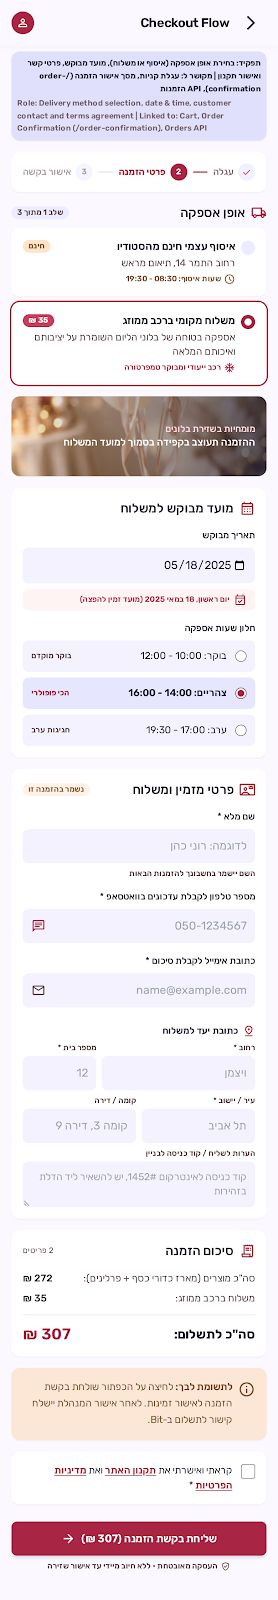 Checkout Flow
תפקיד: בחירת אופן אספקה (איסוף או משלוח), מועד מבוקש, פרטי קשר
ואישור תקנון | מקושר ל: עגלת קניות, מסך אישור הזמנה (/order-
confirmation), API הזמנות
Role: Delivery method selection, date & time, customer
contact and terms agreement | Linked to: Cart, Order
Confirmation (/order-confirmation), Orders API
עגלה
2 פרטי הזמנה
3 אישור בקשה
אופן אספקה
שלב 1 מתוך 3
איסוף עצמי חינם מהסטודיו
חינם
רחוב התמר 14, תיאום מראש
שעות איסוף: 08:30 - 19:30
משלוח מקומי ברכב ממוזג
35 ₪
אספקה בטוחה של בלוני הליום השומרת על יציבותם
ואיכותם המלאה
רכב ייעודי ומבוקר טמפרטורה
מומחיות בשזירת בלונים
ההזמנה תעוצב בקפידה בסמוך למועד המשלוח
מועד מבוקש למשלוח
תאריך מבוקש
05/18/2025
יום ראשון, 18 במאי 2025 (מועד זמין להפצה)
חלון שעות אספקה
בוקר: 10:00 - 12:00
בוקר מוקדם
צהריים: 14:00 - 16:00
הכי פופולרי
ערב: 17:00 - 19:30
חגיגות ערב
פרטי מזמין ומשלוח
נשמר בהזמנה זו
שם מלא *
לדוגמה: רוני כהן
השם יישמר בחשבונך להזמנות הבאות
מספר טלפון לקבלת עדכונים בוואטסאפ *
050-1234567
כתובת אימייל לקבלת סיכום *
name@example.com
כתובת יעד למשלוח
רחוב *
מספר בית *
ויצמן
12
עיר / יישוב *
קומה / דירה
תל אביב
קומה 3, דירה 9
הערות לשליח / קוד כניסה לבניין
קוד כניסה לאינטרקום 1452#, יש להשאיר ליד הדלת
בזהירות
סיכום הזמנה
2 פריטים
סה"כ מוצרים (מארז כדורי כסף + פרלינים):
272 ₪
משלוח ברכב ממוזג:
35 ₪
סה"כ לתשלום:
307 ₪
לתשומת לבך: לחיצה על הכפתור שולחת בקשת
הזמנה לאישור זמינות. לאחר אישור המנהלת יישלח
קישור לתשלום ב-Bit.
קראתי ואישרתי את תקנון האתר ואת מדיניות
הפרטיות *
שליחת בקשת הזמנה (307 ₪)
העסקה מאובטחת • ללא חיוב מיידי עד אישור שזירה